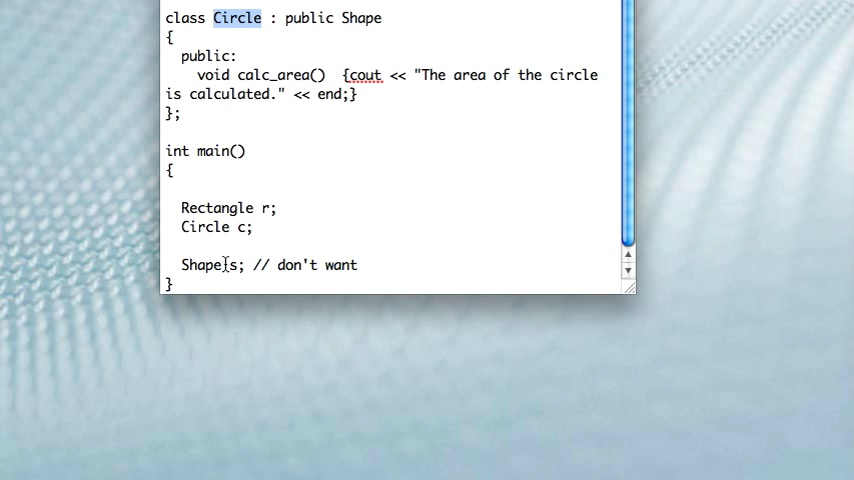 class Circle : public Shape
{
public:
void calc_area() {cout << "The area of the circle
is calculated." << end;}
};
int main()
{
Rectangle r;
Circle c;
Shape s; // don't want
}